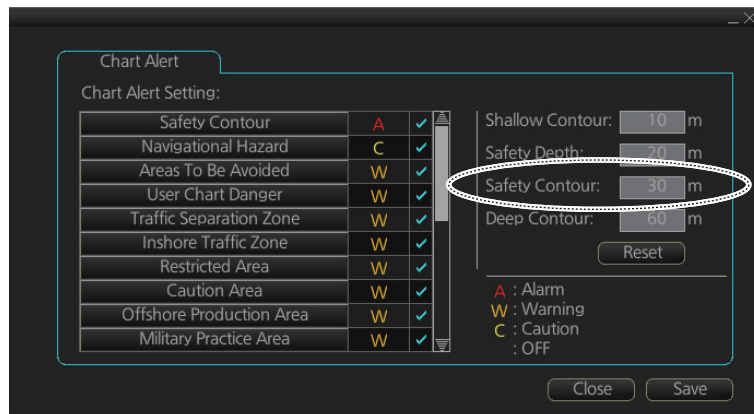 Chart Alert
Chart Alert Setting:
Safety Contour A
Navigational Hazard C
Areas To Be Avoided W
User Chart Danger W
Traffic Separation Zone W
Inshore Traffic Zone W
Restricted Area W
Caution Area W
Offshore Production Area W
Military Practice Area W
Shallow Contour: 10 m
Safety Depth: 20 m
Safety Contour: 30 m
Deep Contour: 60 m
Reset
A : Alarm
W : Warning
C : Caution
: OFF
Close Save